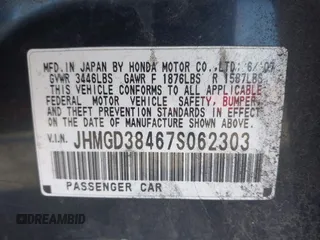 MFD. IN JAPAN BY HONDA MOTOR CO.,LTD. 6/07
GVWR 3446LBS GAWR F 1876LBS R 1587LBS
THIS VEHICLE CONFORMS TO ALL APPLICABLE
FEDERAL MOTOR VEHICLE SAFETY, BUMPER,
AND THEFT PREVENTION STANDARDS IN EFFECT
ON THE DATE OF MANUFACTURE SHOWN ABOVE.
V.I.N. JHMGD38467S062303
PASSENGER CAR
© DREAMBID